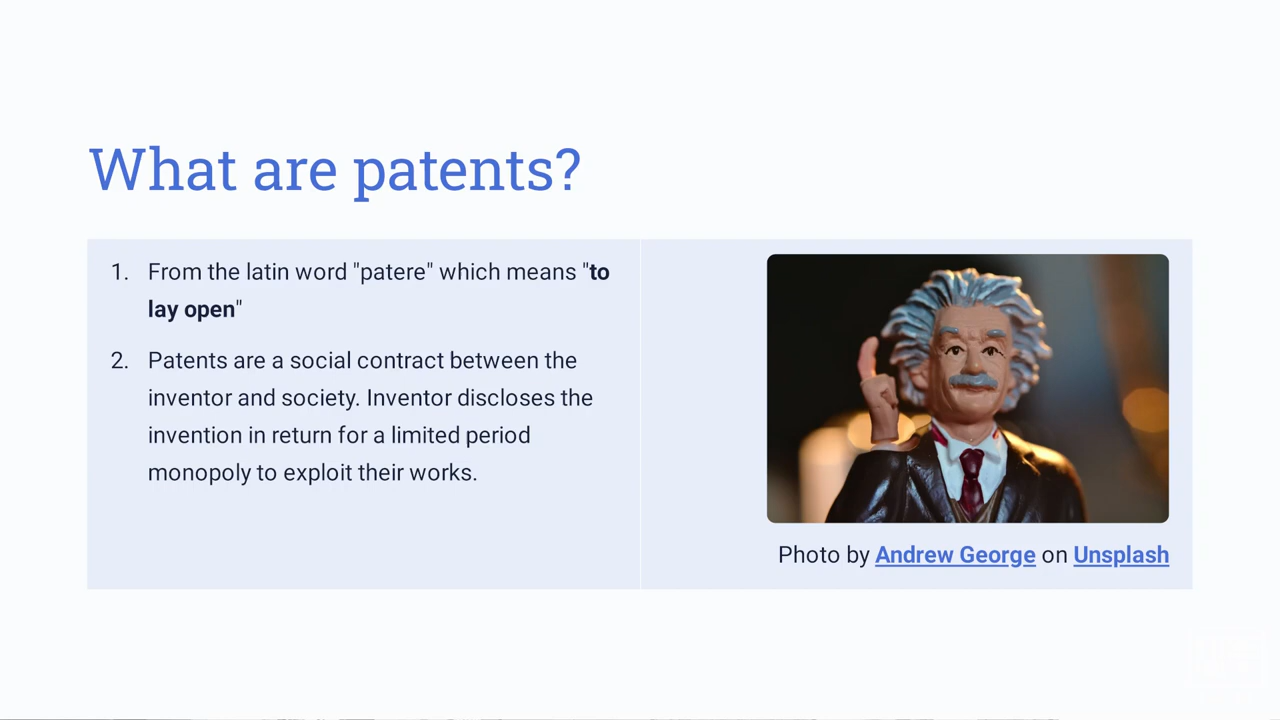 What are patents?
1. From the latin word "patere" which means "to
lay open"
2. Patents are a social contract between the
inventor and society. Inventor discloses the
invention in return for a limited period
monopoly to exploit their works.
Photo by Andrew George on Unsplash